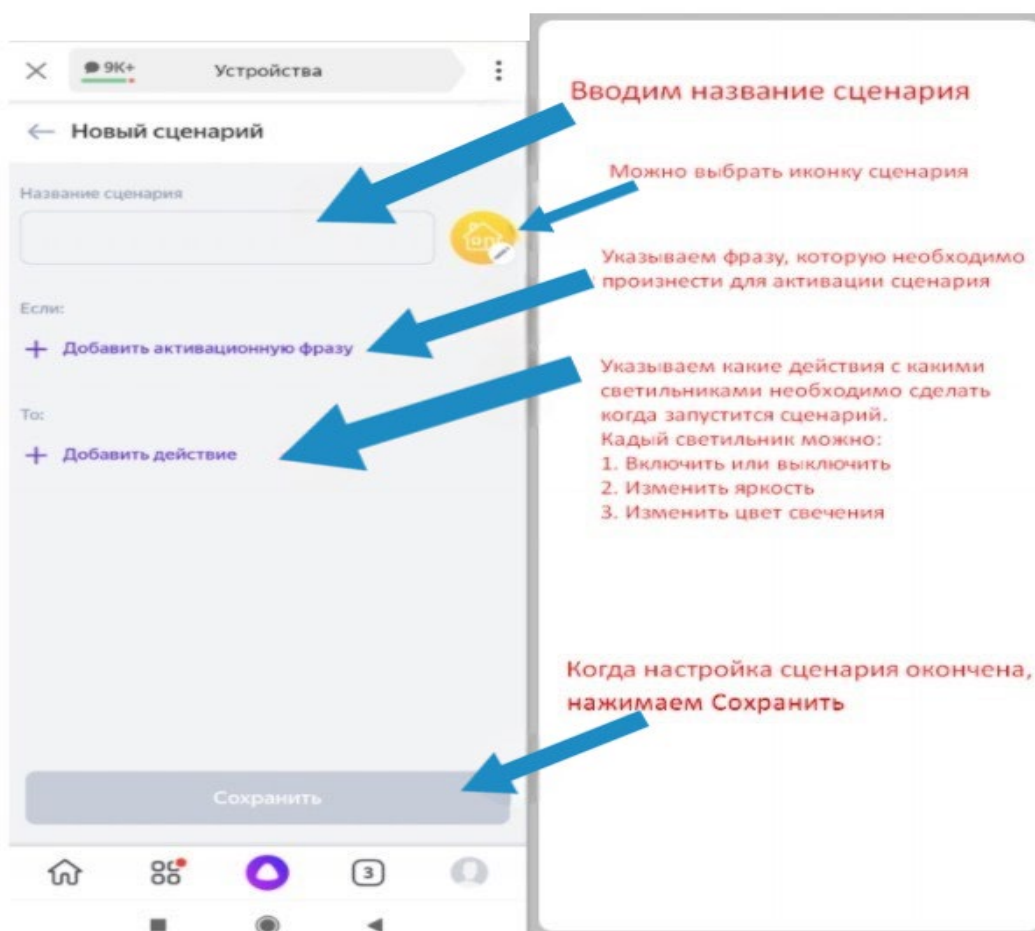 9K+ Устройства
Новый сценарий
Название сценария
Если:
Добавить активационную фразу
То:
Добавить действие
Сохранить
3
Вводим название сценария
Можно выбрать иконку сценария
Указываем фразу, которую необходимо
произнести для активации сценария
Указываем какие действия с какими
светильниками необходимо сделать
когда запустится сценарий.
Кадый светильник можно:
1. Включить или выключить
2. Изменить яркость
3. Изменить цвет свечения
Когда настройка сценария окончена,
нажимаем Сохранить